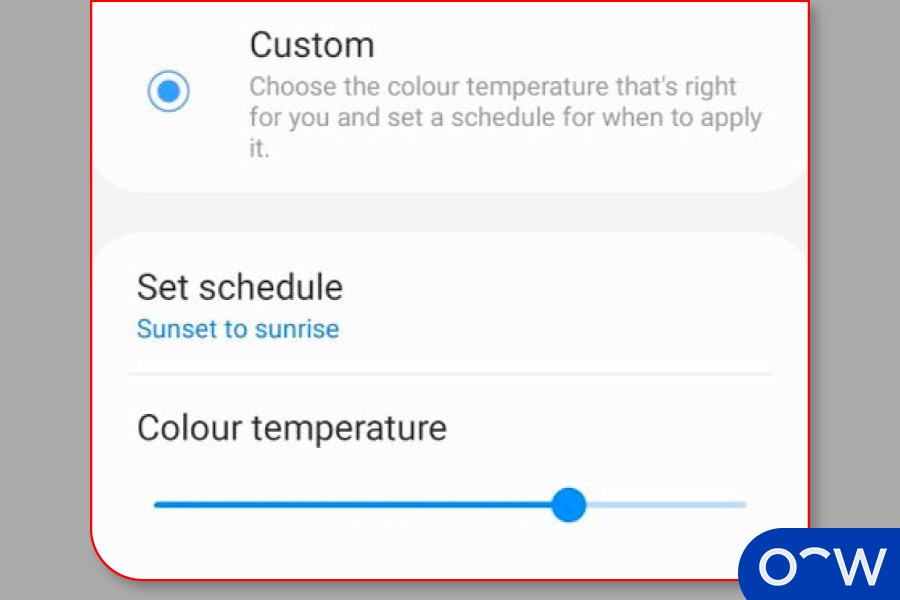 Custom
Choose the colour temperature that's right
for you and set a schedule for when to apply
it.
Set schedule
Sunset to sunrise
Colour temperature